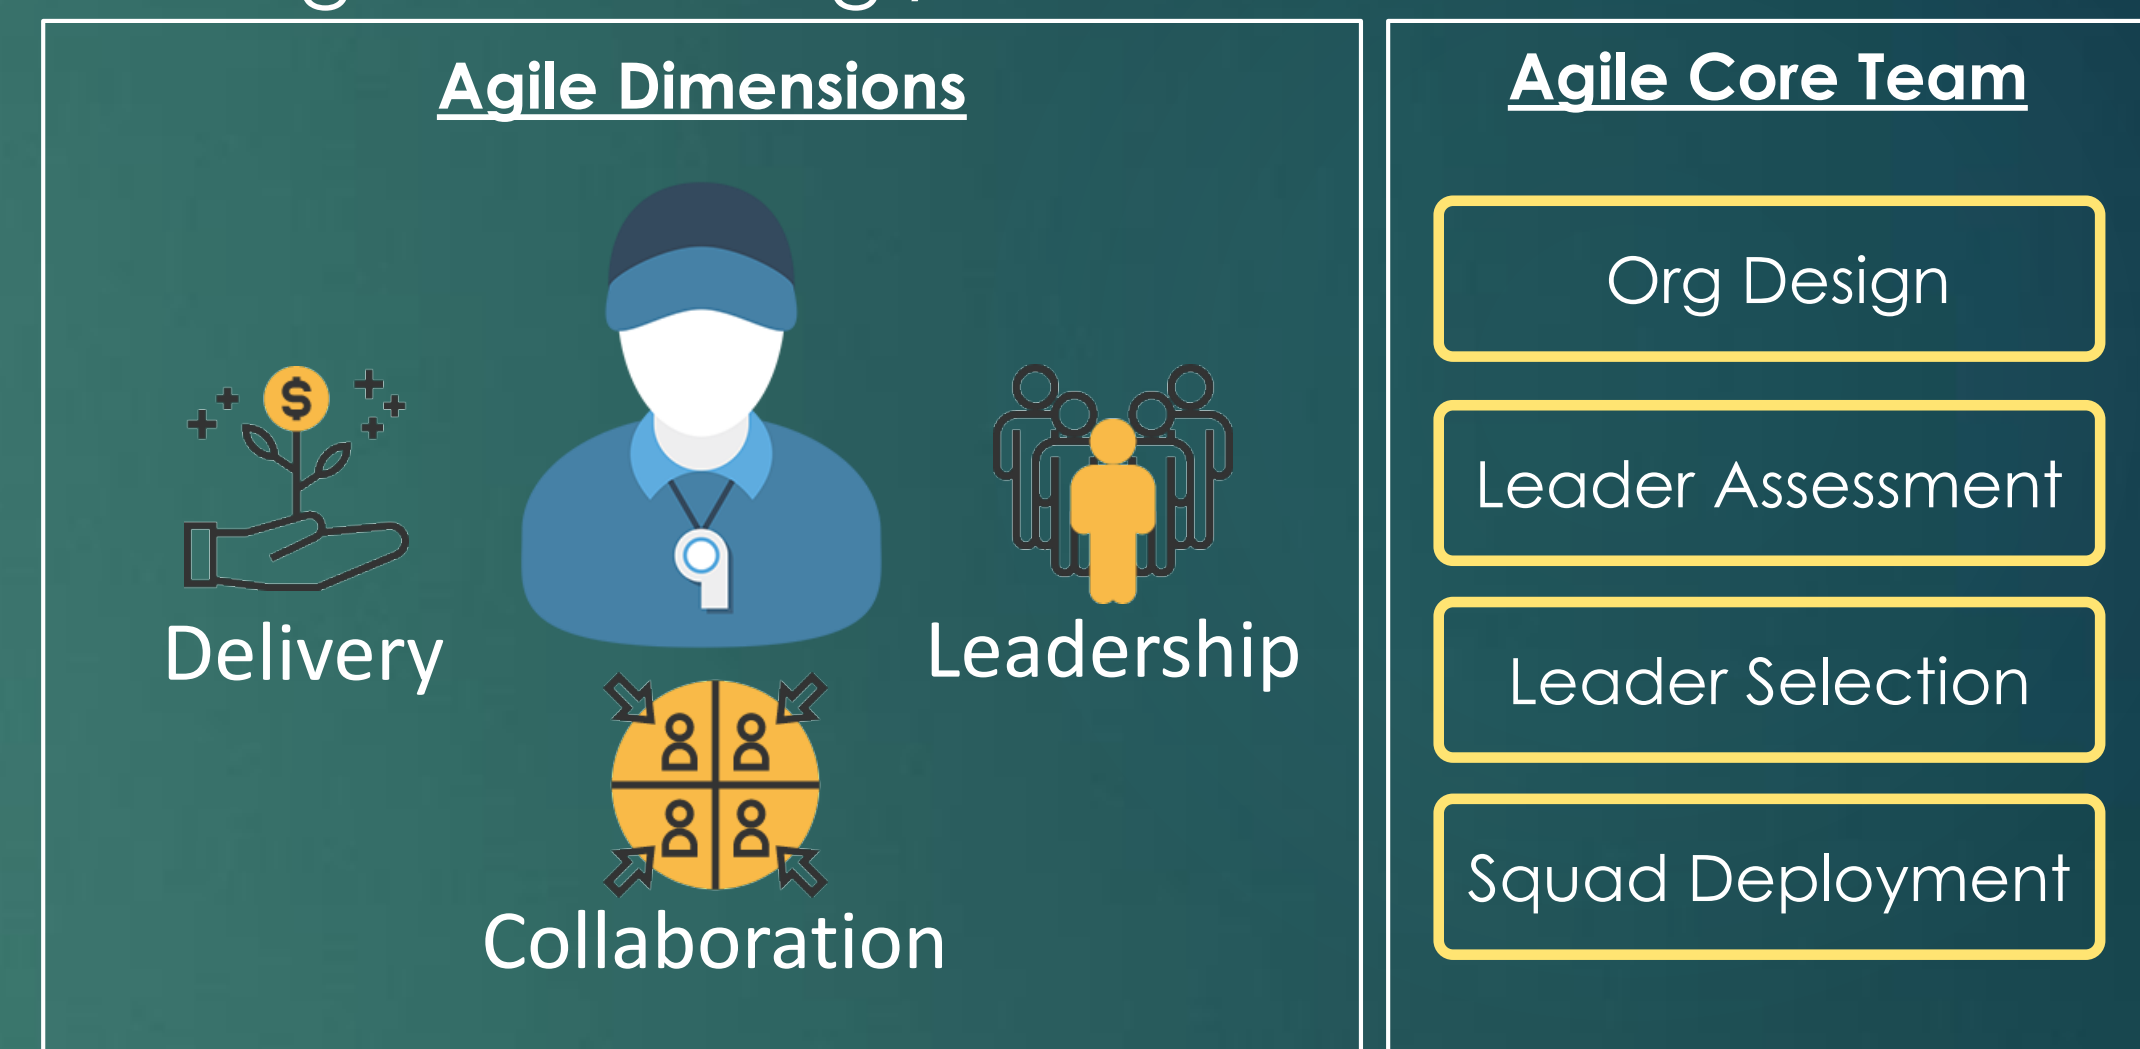 Agile Dimensions
Delivery
Leadership
Collaboration
Agile Core Team
Org Design
Leader Assessment
Leader Selection
Squad Deployment